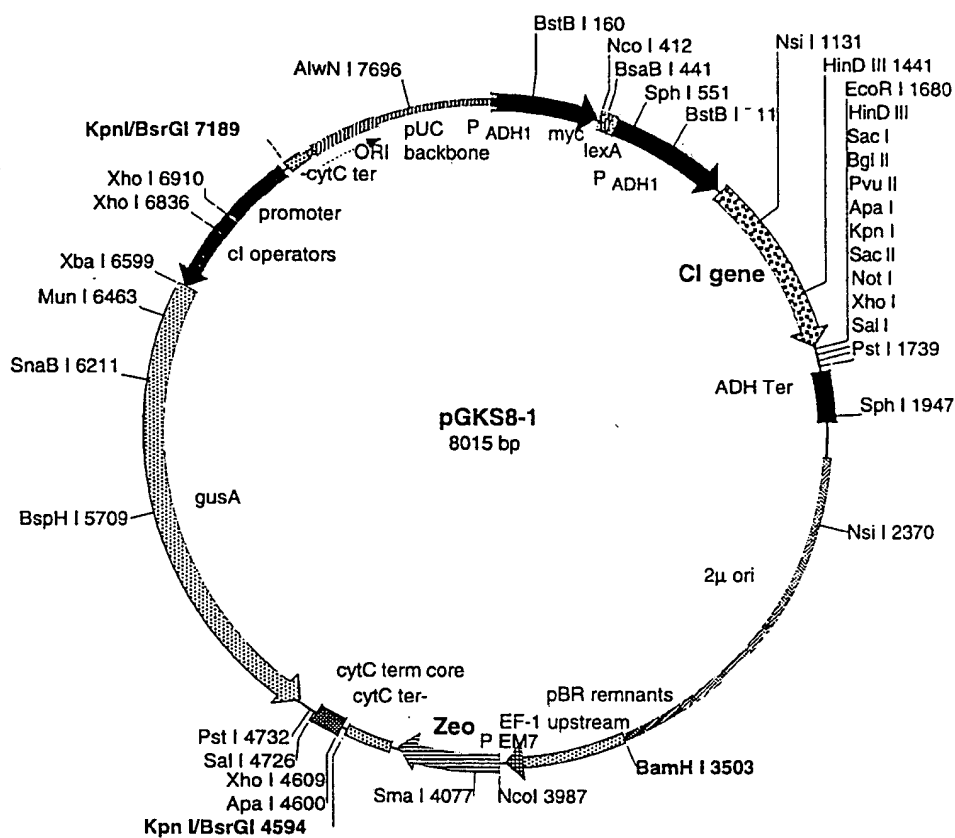 BstB I 160
Nco I 412
BsaB I 441
Sph I 551
BstB I 11
Nsi I 1131
HinD III 1441
EcoR I 1680
HinD III
Sac I
Bgl II
Pvu II
Apa I
Kpn I
Sac II
Not I
Xho I
Sal I
Pst I 1739
AlwN I 7696
KpnI/BsrGI 7189
Xho I 6910
Xho I 6836
Xba I 6599
Mun I 6463
SnaB I 6211
BspH I 5709
pUC
backbone
ORI
P ADH1
myc
lexA
P ADH1
-cytC ter
promoter
cI operators
CI gene
ADH Ter
Sph I 1947
pGKS8-1
8015 bp
gusA
Nsi I 2370
2μ ori
cytC term core
cytC ter-
Zeo
pBR remnants
EF-1 upstream
P EM7
BamH I 3503
Pst I 4732
Sal I 4726
Xho I 4609
Apa I 4600
Kpn I/BsrGI 4594
Sma I 4077
NcoI 3987